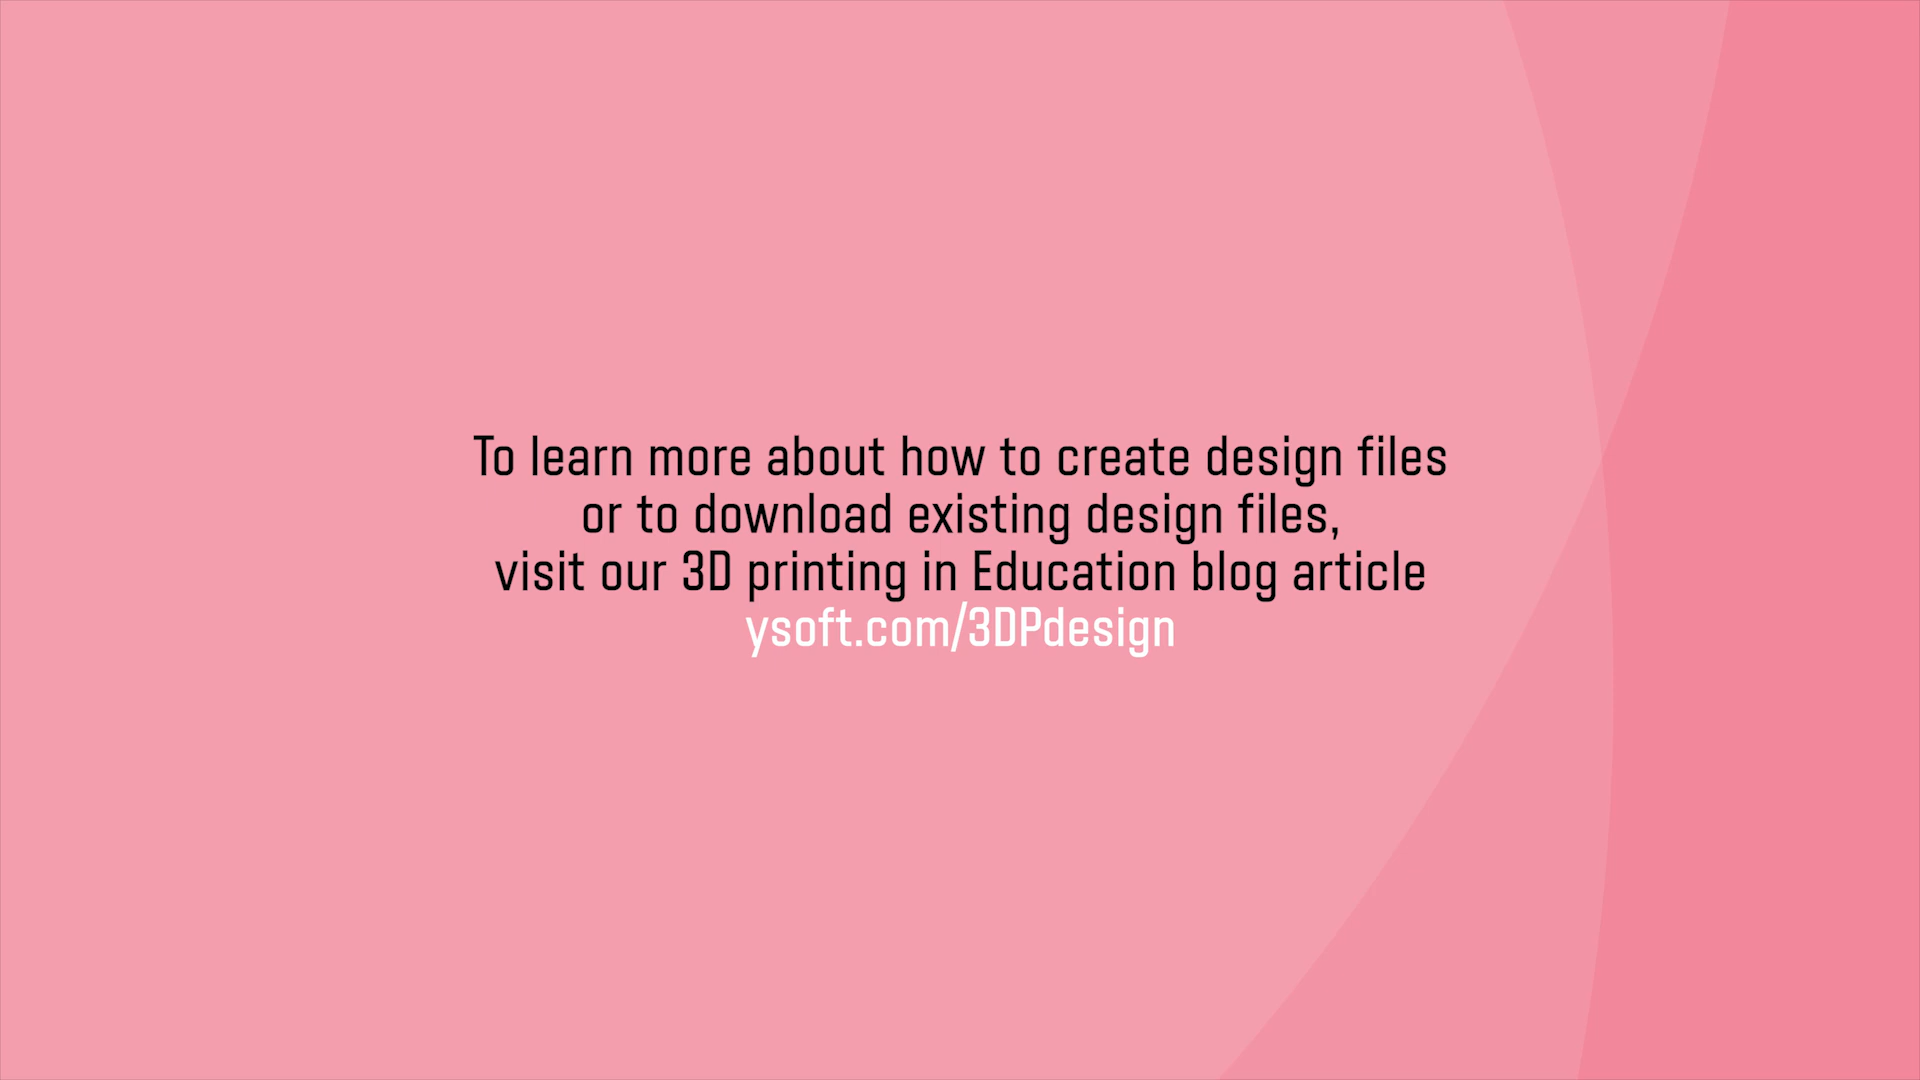 To learn more about how to create design files
or to download existing design files,
visit our 3D printing in Education blog article
ysoft.com/3DPdesign